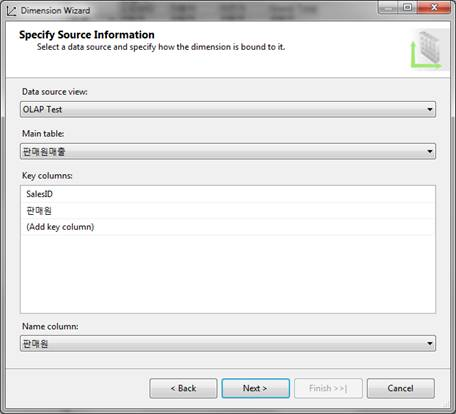 Dimension Wizard
Specify Source Information
Select a data source and specify how the dimension is bound to it.
Data source view:
OLAP Test
Main table:
판매원매출
Key columns:
SalesID
판매원
(Add key column)
Name column:
판매원
< Back
Next >
Finish >>|
Cancel